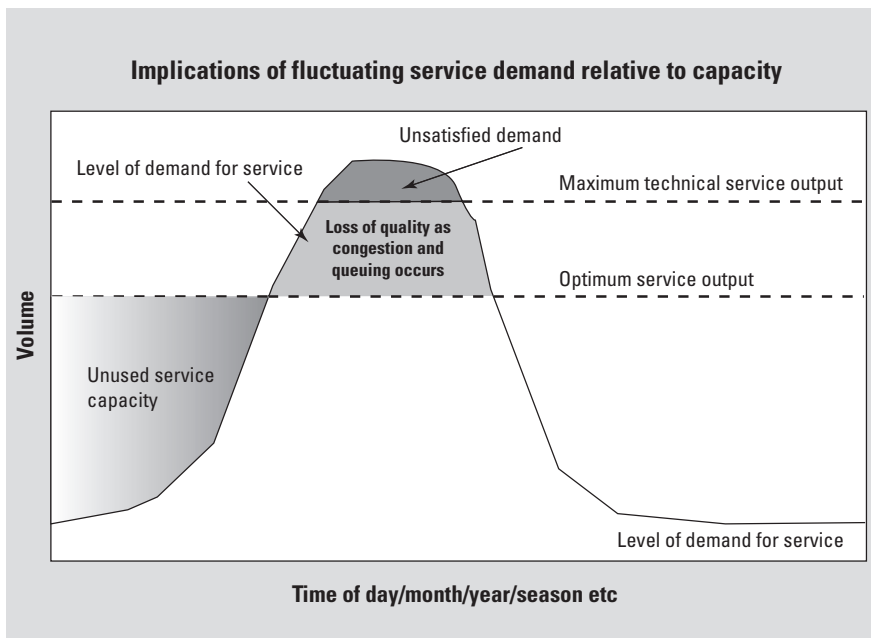 Implications of fluctuating service demand relative to capacity
Unsatisfied demand
Level of demand for service
Maximum technical service output
Loss of quality as
congestion and
queuing occurs
Optimum service output
Volume
Unused service
capacity
Level of demand for service
Time of day/month/year/season etc